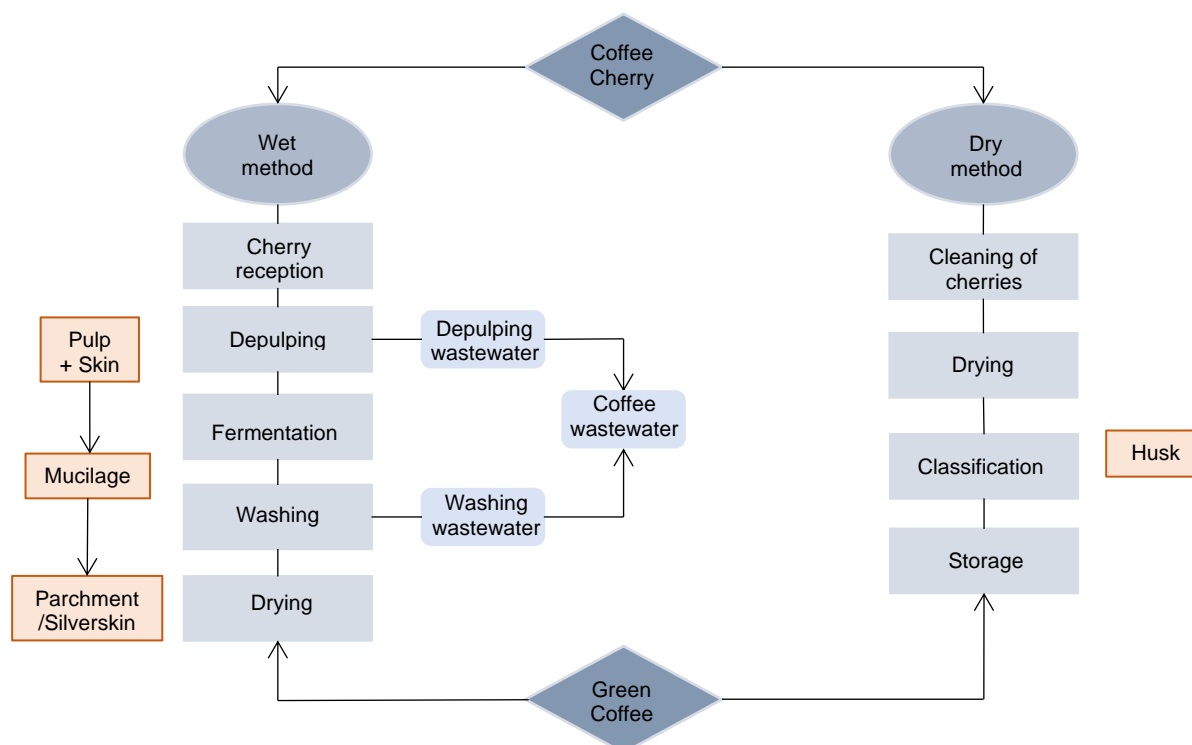 Coffee
Cherry
Wet
method
Dry
method
Cherry
reception
Cleaning of
cherries
Pulp
+ Skin
Depulping
Depulping
wastewater
Drying
Coffee
wastewater
Fermentation
Mucilage
Classification
Husk
Washing
Washing
wastewater
Storage
Parchment
/Silverskin
Drying
Green
Coffee